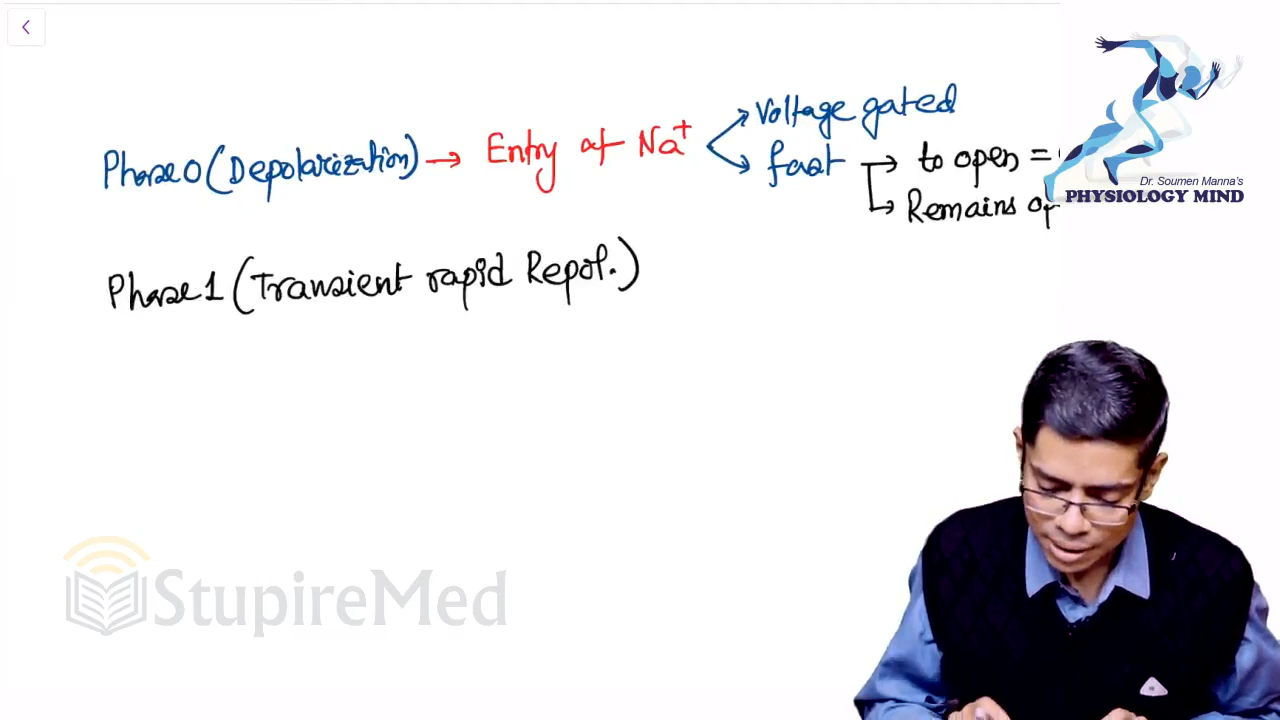 Phase 0 (Depolarization) → Entry of Na+
Voltage gated
fast → to open =
Remains op
Phase 1 (Transient rapid Repol.)
Dr. Soumen Manna's
PHYSIOLOGY MIND
StupireMed